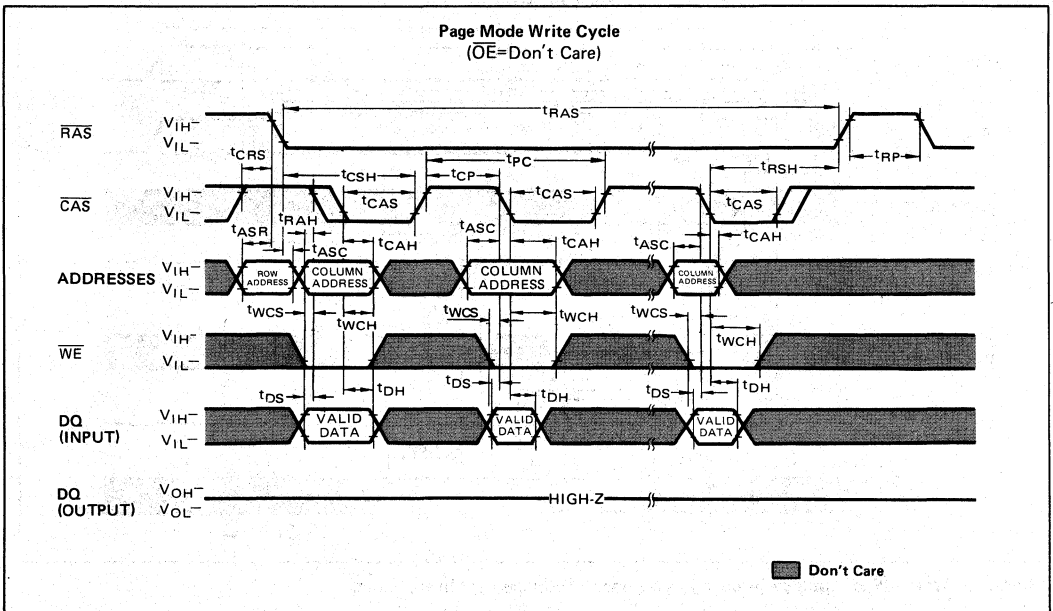 Page Mode Write Cycle
(OE=Don't Care)
RAS
VIH-
VIL-
tRAS
tRP
tCRS
tCSH
tPC
tCP
tRSH
CAS
VIH-
VIL-
tCAS
tCAS
tCAS
tASR
tRAH
tASC
tCAH
tASC
tCAH
tASC
tCAH
ADDRESSES
VIH-
VIL-
ROW ADDRESS
COLUMN ADDRESS
COLUMN ADDRESS
COLUMN ADDRESS
tWCS
tWCH
tWCS
tWCH
tWCS
tWCH
WE
VIH-
VIL-
tDS
tDH
tDS
tDH
tDS
tDH
DQ
(INPUT)
VIH-
VIL-
VALID DATA
VALID DATA
VALID DATA
DQ
(OUTPUT)
VOH-
VOL-
HIGH-Z
Don't Care